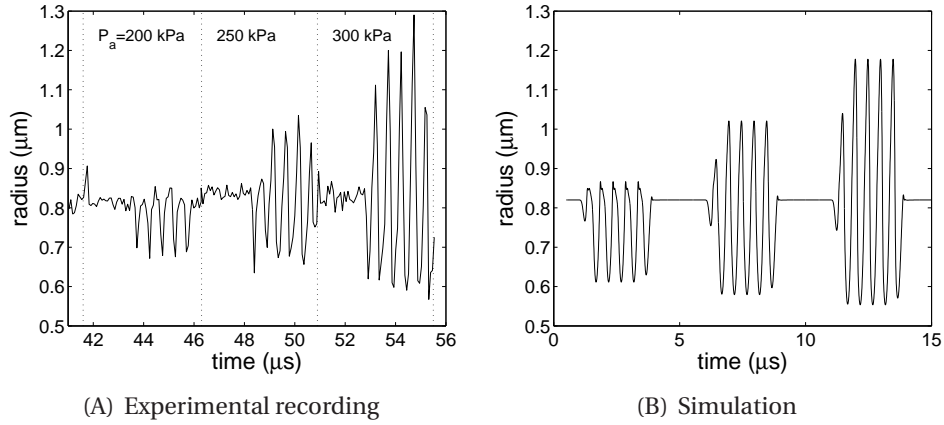 1.3
1.2
1.1
1
0.9
0.8
0.7
0.6
0.5
radius (μm)
P_a=200 kPa
250 kPa
300 kPa
42 44 46 48 50 52 54 56
time (μs)
(A) Experimental recording
1.3
1.2
1.1
1
0.9
0.8
0.7
0.6
0.5
radius (μm)
0 5 10 15
time (μs)
(B) Simulation